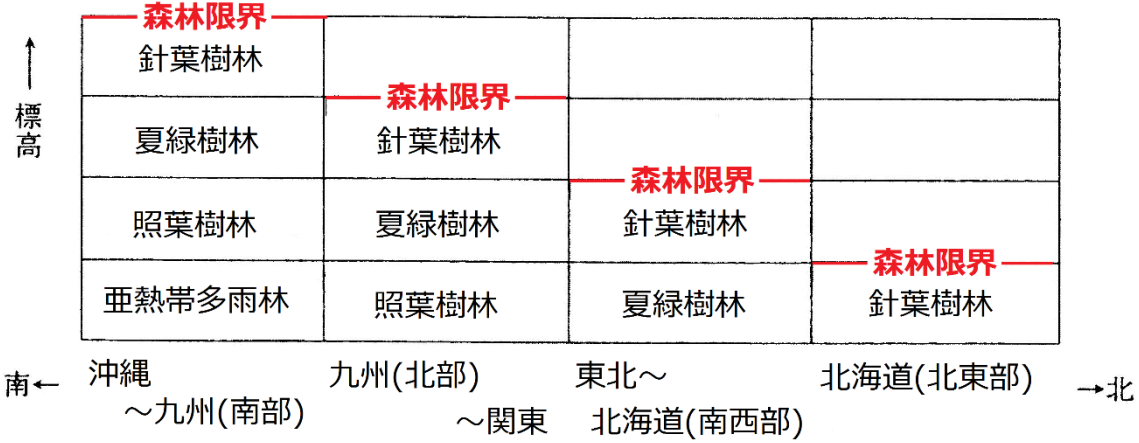 森林限界
針葉樹林
森林限界
↑標高
夏緑樹林 針葉樹林
森林限界
照葉樹林 夏緑樹林 針葉樹林
森林限界
亜熱帯多雨林 照葉樹林 夏緑樹林 針葉樹林
南← 沖縄 九州(北部) 東北～ 北海道(北東部) →北
～九州(南部) ～関東 北海道(南西部)